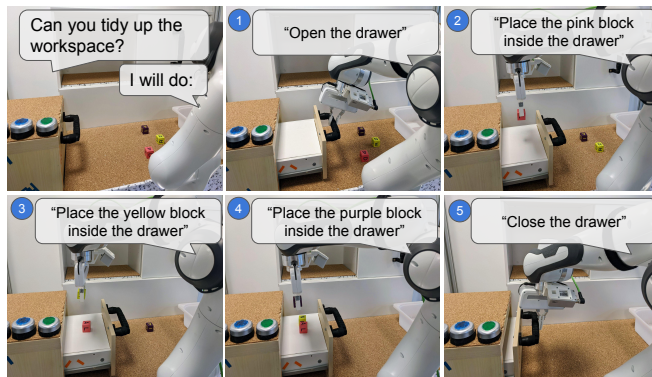 Can you tidy up the
workspace?
I will do:
1
“Open the drawer”
2
“Place the pink block
inside the drawer”
3
“Place the yellow block
inside the drawer”
4
“Place the purple block
inside the drawer”
5
“Close the drawer”